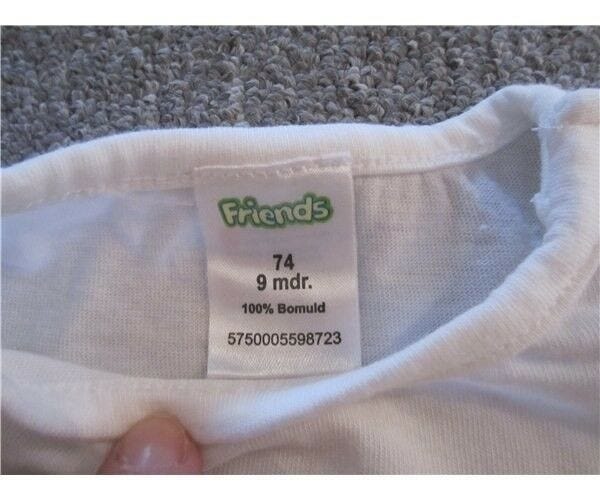 Friends
74
9 mdr.
100% Bomuld
5750005598723